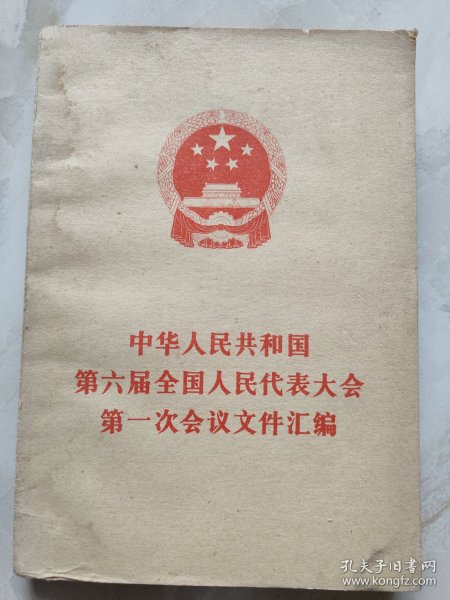 中华人民共和国
第六届全国人民代表大会
第一次会议文件汇编
孔夫子旧书网
www.kongfz.com